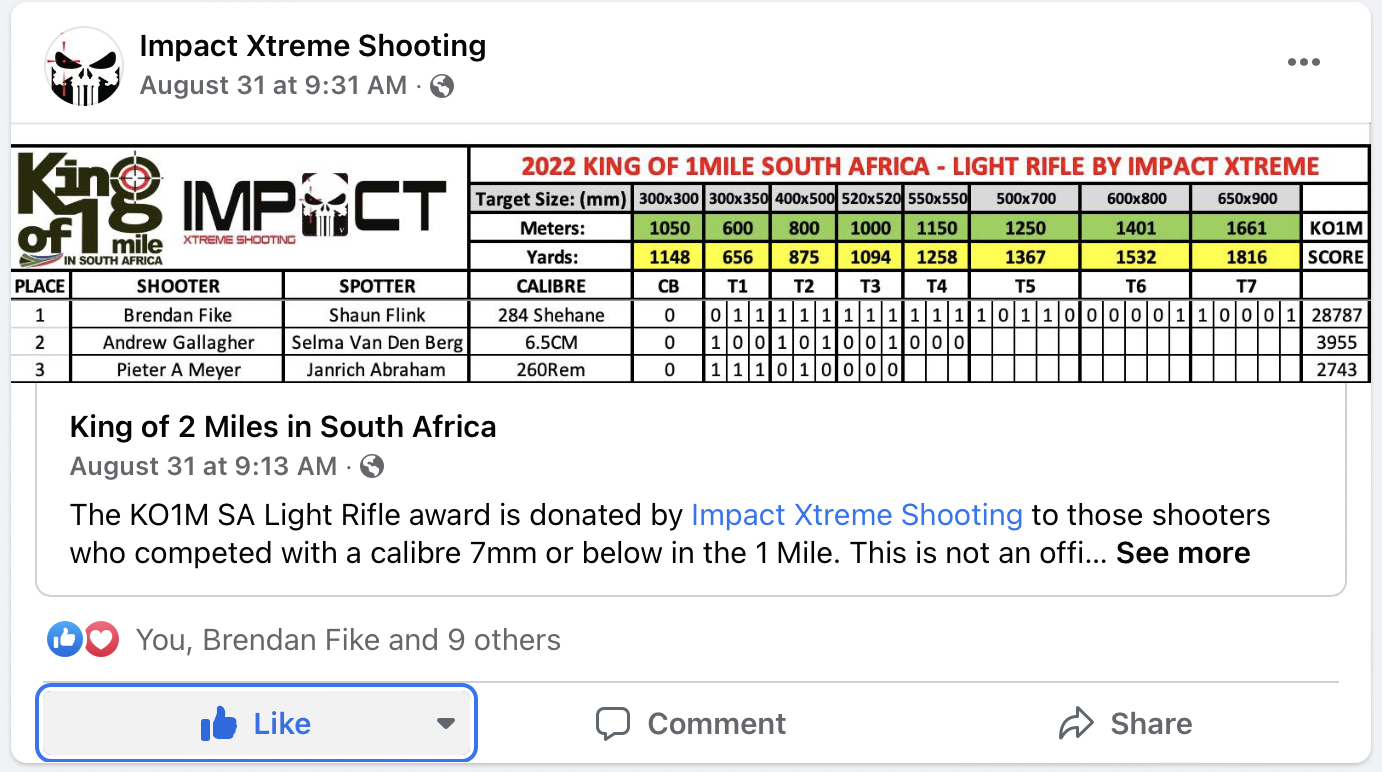 Impact Xtreme Shooting
August 31 at 9:31 AM ·
King of 1 mile IN SOUTH AFRICA
IMPACT XTREME SHOOTING
2022 KING OF 1MILE SOUTH AFRICA - LIGHT RIFLE BY IMPACT XTREME
Target Size: (mm) 300x300 300x350 400x500 520x520 550x550 500x700 600x800 650x900
Meters: 1050 600 800 1000 1150 1250 1401 1661 KO1M
Yards: 1148 656 875 1094 1258 1367 1532 1816 SCORE
PLACE SHOOTER SPOTTER CALIBRE CB T1 T2 T3 T4 T5 T6 T7
1 Brendan Fike Shaun Flink 284 Shehane 0 0 1 1 1 1 1 1 1 1 1 1 1 1 0 1 1 0 0 0 0 0 1 1 0 0 0 1 28787
2 Andrew Gallagher Selma Van Den Berg 6.5CM 0 1 0 0 1 0 1 0 0 1 0 0 0 3955
3 Pieter A Meyer Janrich Abraham 260Rem 0 1 1 1 0 1 0 0 0 0 2743
King of 2 Miles in South Africa
August 31 at 9:13 AM ·
The KO1M SA Light Rifle award is donated by Impact Xtreme Shooting to those shooters
who competed with a calibre 7mm or below in the 1 Mile. This is not an offi... See more
You, Brendan Fike and 9 others
Like Comment Share